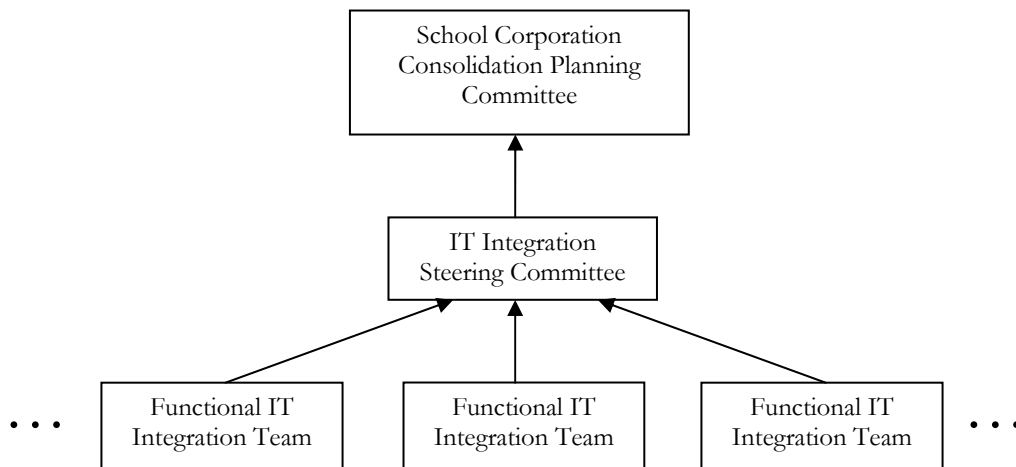 School Corporation
Consolidation Planning
Committee
IT Integration
Steering Committee
Functional IT
Integration Team
Functional IT
Integration Team
Functional IT
Integration Team
. . .
. . .